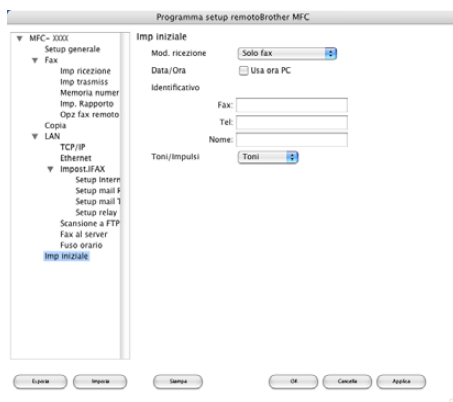 Programma setup remotoBrother MFC
MFC- XXXX
Setup generale
Fax
Imp ricezione
Imp trasmiss
Memoria numer
Imp. Rapporto
Opz fax remoto
Copia
LAN
TCP/IP
Ethernet
Impost.IFAX
Setup Intern
Setup mail
Setup mail
Setup relay
Scansione a FTP
Fax al server
Fuso orario
Imp iniziale
Imp iniziale
Mod. ricezione Solo fax
Data/Ora Usa ora PC
Identificativo
Fax:
Tel:
Nome:
Toni/Impulsi Toni
Esporta Importa Stampa OK Cancella Applica